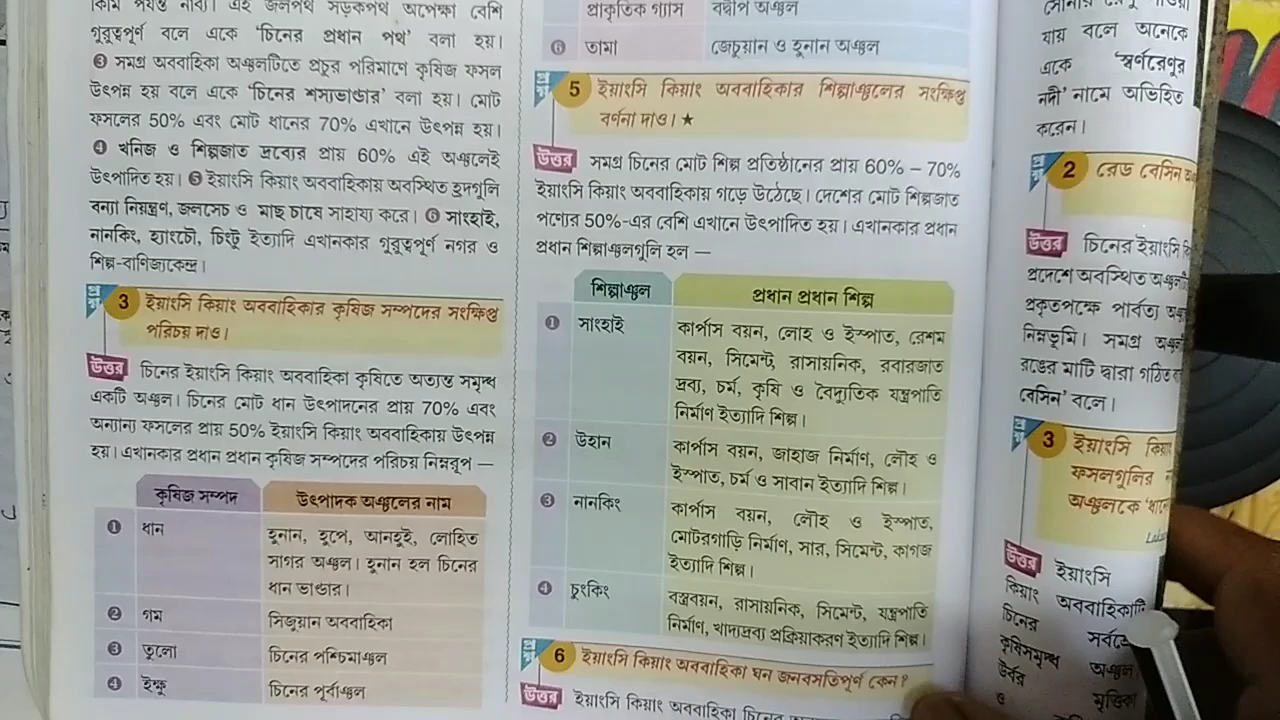 গুরুত্বপূর্ণ বলে একে 'চিনের প্রধান পথ' বলা হয়।
❸ সমগ্র অববাহিকা অঞ্চলটিতে প্রচুর পরিমাণে কৃষিজ ফসল
উৎপন্ন হয় বলে একে 'চিনের শস্যভাণ্ডার' বলা হয়। মোট
ফসলের 50% এবং মোট ধানের 70% এখানে উৎপন্ন হয়।
❹ খনিজ ও শিল্পজাত দ্রব্যের প্রায় 60% এই অঞ্চলেই
উৎপাদিত হয়। ❺ ইয়াংসি কিয়াং অববাহিকায় অবস্থিত হ্রদগুলি
বন্যা নিয়ন্ত্রণ, জলসেচ ও মাছ চাষে সাহায্য করে। ❻ সাংহাই,
নানকিং, হ্যাংচৌ, চিংটু ইত্যাদি এখানকার গুরুত্বপূর্ণ নগর ও
শিল্প-বাণিজ্যকেন্দ্র।
প্রশ্ন 3 ইয়াংসি কিয়াং অববাহিকার কৃষিজ সম্পদের সংক্ষিপ্ত
পরিচয় দাও।
উত্তর চিনের ইয়াংসি কিয়াং অববাহিকা কৃষিতে অত্যন্ত সমৃদ্ধ
একটি অঞ্চল। চিনের মোট ধান উৎপাদনের প্রায় 70% এবং
অন্যান্য ফসলের প্রায় 50% ইয়াংসি কিয়াং অববাহিকায় উৎপন্ন
হয়। এখানকার প্রধান প্রধান কৃষিজ সম্পদের পরিচয় নিম্নরূপ —
কৃষিজ সম্পদ উৎপাদক অঞ্চলের নাম
❶ ধান হুনান, হুপে, আনহুই, লোহিত
সাগর অঞ্চল। হুনান হল চিনের
ধান ভাণ্ডার।
❷ গম সিজুয়ান অববাহিকা
❸ তুলো চিনের পশ্চিমাঞ্চল
❹ ইক্ষু চিনের পূর্বাঞ্চল
প্রাকৃতিক গ্যাস বদ্বীপ অঞ্চল
❻ তামা জেচুয়ান ও হুনান অঞ্চল
প্রশ্ন 5 ইয়াংসি কিয়াং অববাহিকার শিল্পাঞ্চলের সংক্ষিপ্ত
বর্ণনা দাও। ★
উত্তর সমগ্র চিনের মোট শিল্প প্রতিষ্ঠানের প্রায় 60% – 70%
ইয়াংসি কিয়াং অববাহিকায় গড়ে উঠেছে। দেশের মোট শিল্পজাত
পণ্যের 50%-এর বেশি এখানে উৎপাদিত হয়। এখানকার প্রধান
প্রধান শিল্পাঞ্চলগুলি হল —
শিল্পাঞ্চল প্রধান প্রধান শিল্প
❶ সাংহাই কার্পাস বয়ন, লোহ ও ইস্পাত, রেশম
বয়ন, সিমেন্ট, রাসায়নিক, রবারজাত
দ্রব্য, চর্ম, কৃষি ও বৈদ্যুতিক যন্ত্রপাতি
নির্মাণ ইত্যাদি শিল্প।
❷ উহান কার্পাস বয়ন, জাহাজ নির্মাণ, লৌহ ও
ইস্পাত, চর্ম ও সাবান ইত্যাদি শিল্প।
❸ নানকিং কার্পাস বয়ন, লৌহ ও ইস্পাত,
মোটরগাড়ি নির্মাণ, সার, সিমেন্ট, কাগজ
ইত্যাদি শিল্প।
❹ চুংকিং বস্ত্রবয়ন, রাসায়নিক, সিমেন্ট, যন্ত্রপাতি
নির্মাণ, খাদ্যদ্রব্য প্রক্রিয়াকরণ ইত্যাদি শিল্প।
প্রশ্ন 6 ইয়াংসি কিয়াং অববাহিকা ঘন জনবসতিপূর্ণ কেন?
উত্তর ইয়াংসি কিয়াং অববাহিকা চিনের
যায় বলে অনেকে
একে 'স্বর্ণরেণুর
নদী' নামে অভিহিত
করেন।
প্রশ্ন 2 রেড বেসিন
উত্তর চিনের ইয়াংসি
প্রদেশে অবস্থিত
প্রকৃতপক্ষে পার্বত্য
নিম্নভূমি। সমগ্র
রঙের মাটি দ্বারা গঠিত
বেসিন' বলে।
প্রশ্ন 3 ইয়াংসি
ফসলগুলির
অঞ্চলকে
উত্তর ইয়াংসি
কিয়াং অববাহিকাটি
চিনের
কৃষিসমৃদ্ধ অঞ্চল।
উর্বর মৃত্তিকা
ও